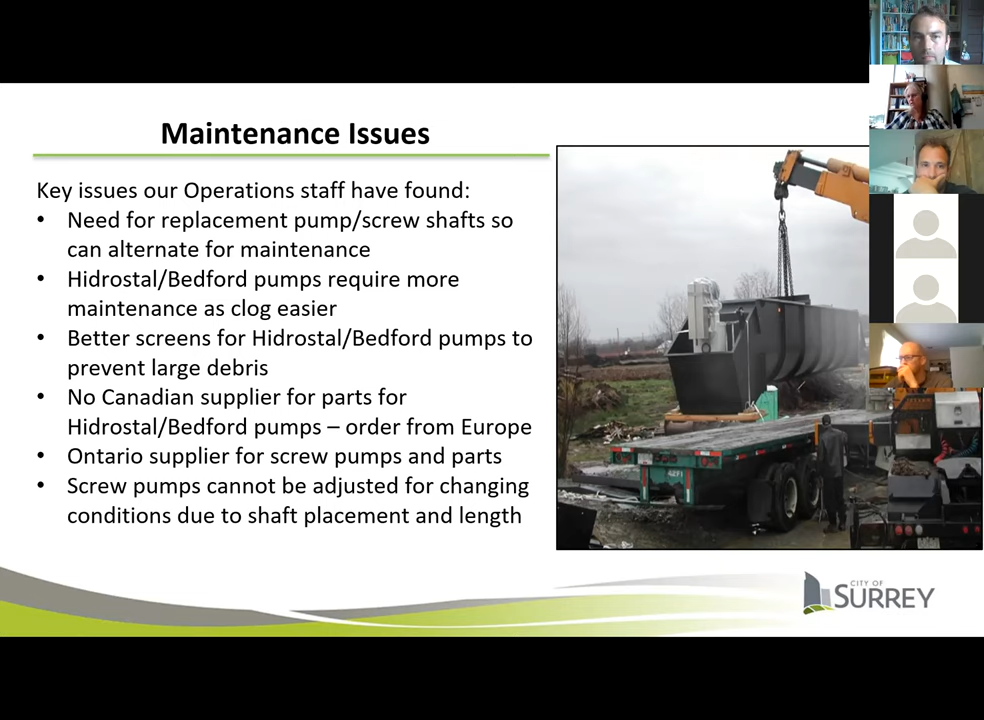 Maintenance Issues
Key issues our Operations staff have found:
• Need for replacement pump/screw shafts so
can alternate for maintenance
• Hidrostal/Bedford pumps require more
maintenance as clog easier
• Better screens for Hidrostal/Bedford pumps to
prevent large debris
• No Canadian supplier for parts for
Hidrostal/Bedford pumps – order from Europe
• Ontario supplier for screw pumps and parts
• Screw pumps cannot be adjusted for changing
conditions due to shaft placement and length
CITY OF
SURREY